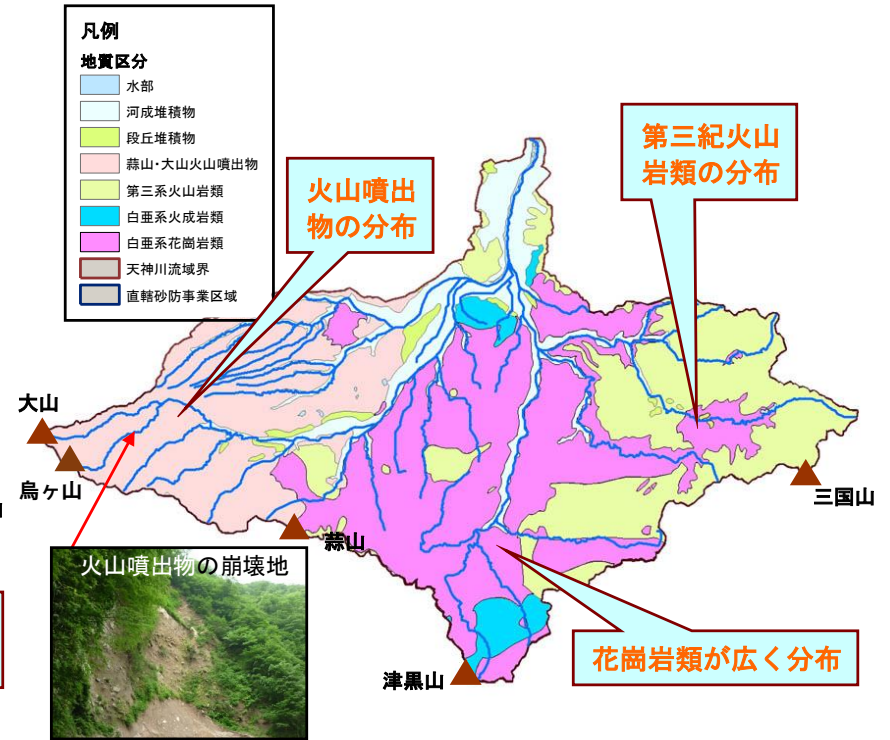 凡例
地質区分
水部
河成堆積物
段丘堆積物
蒜山・大山火山噴出物
第三系火山岩類
白亜系火成岩類
白亜系花崗岩類
天神川流域界
直轄砂防事業区域
火山噴出
物の分布
第三紀火山
岩類の分布
大山
烏ヶ山
蒜山
三国山
津黒山
火山噴出物の崩壊地
花崗岩類が広く分布